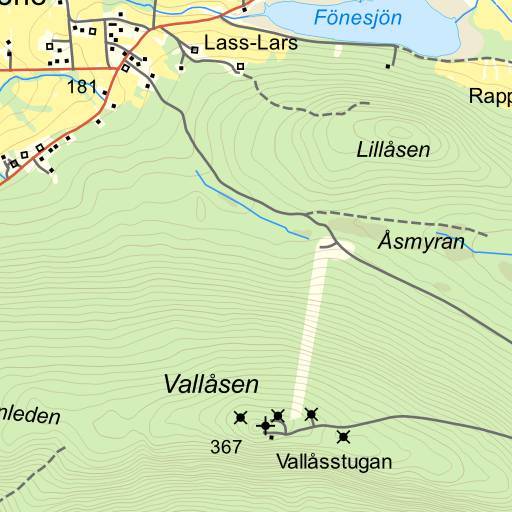 Fönesjön
Lass-Lars
181
Rapp
Lillåsen
Åsmyran
Vallåsen
nleden
367
Vallåsstugan